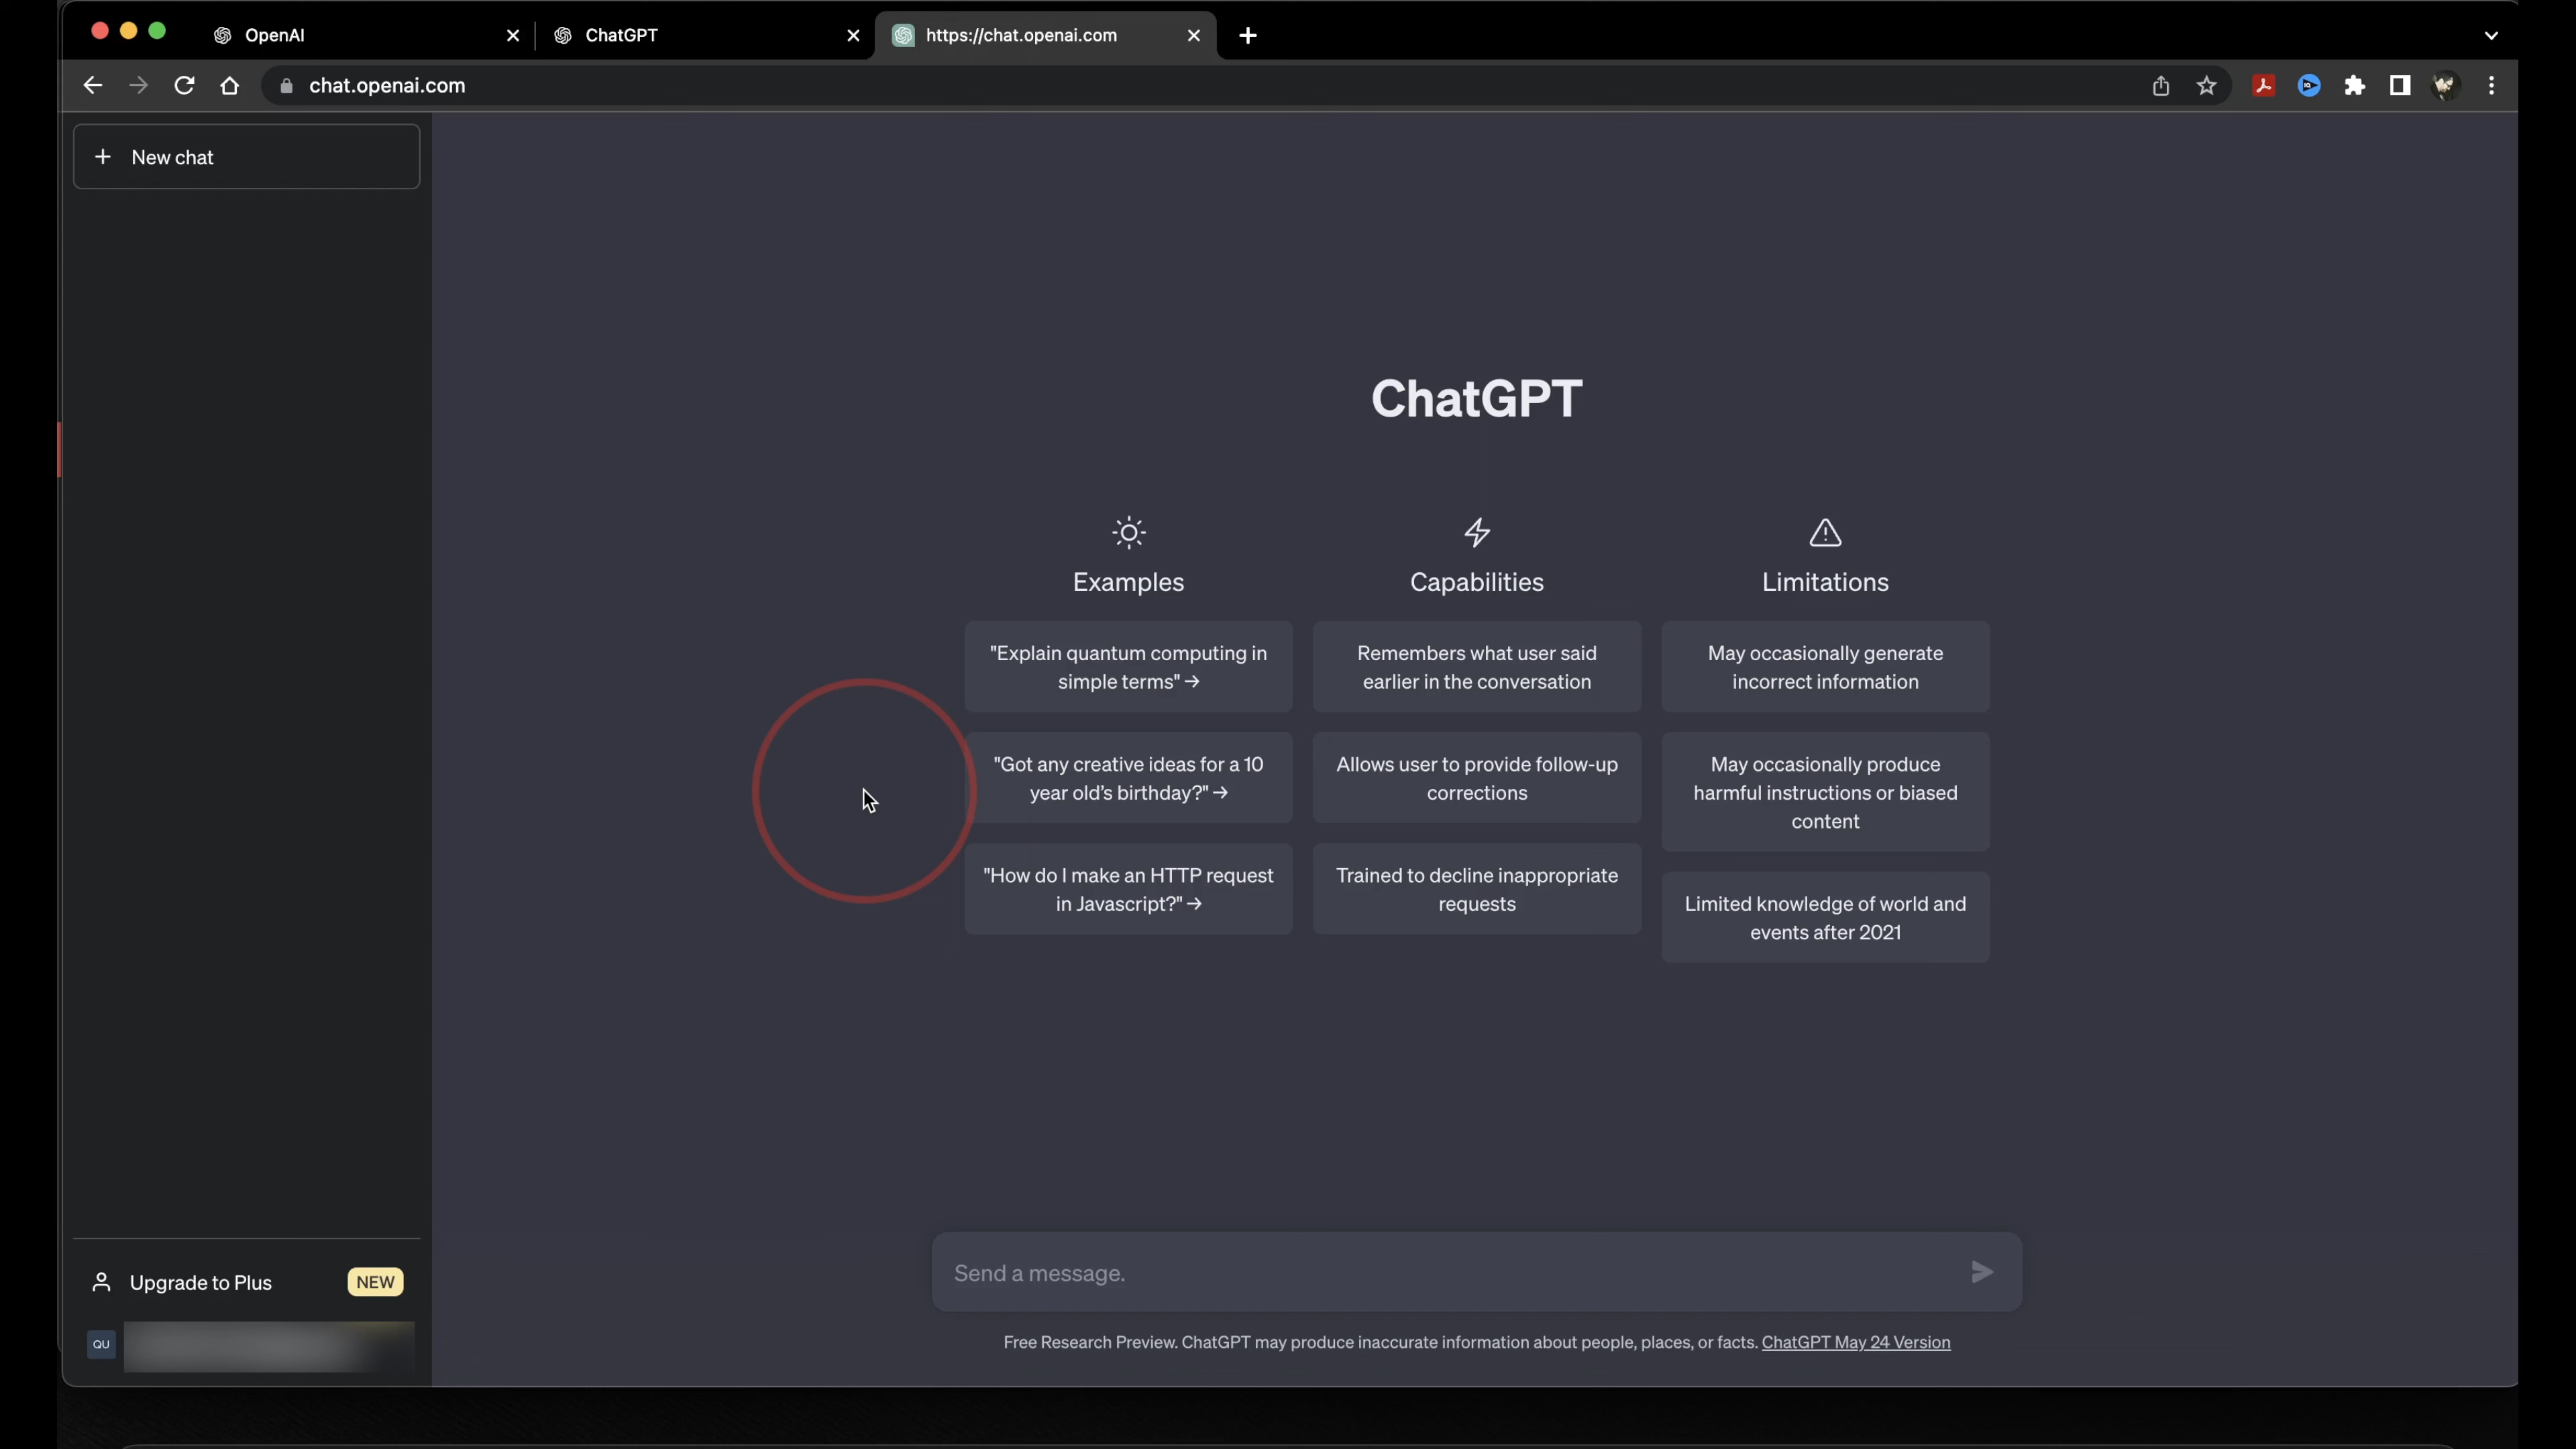 OpenAI
ChatGPT
https://chat.openai.com
chat.openai.com
New chat
ChatGPT
Examples
"Explain quantum computing in
simple terms" →
"Got any creative ideas for a 10
year old's birthday?" →
"How do I make an HTTP request
in Javascript?" →
Capabilities
Remembers what user said
earlier in the conversation
Allows user to provide follow-up
corrections
Trained to decline inappropriate
requests
Limitations
May occasionally generate
incorrect information
May occasionally produce
harmful instructions or biased
content
Limited knowledge of world and
events after 2021
Upgrade to Plus
NEW
QU
Send a message.
Free Research Preview. ChatGPT may produce inaccurate information about people, places, or facts. ChatGPT May 24 Version